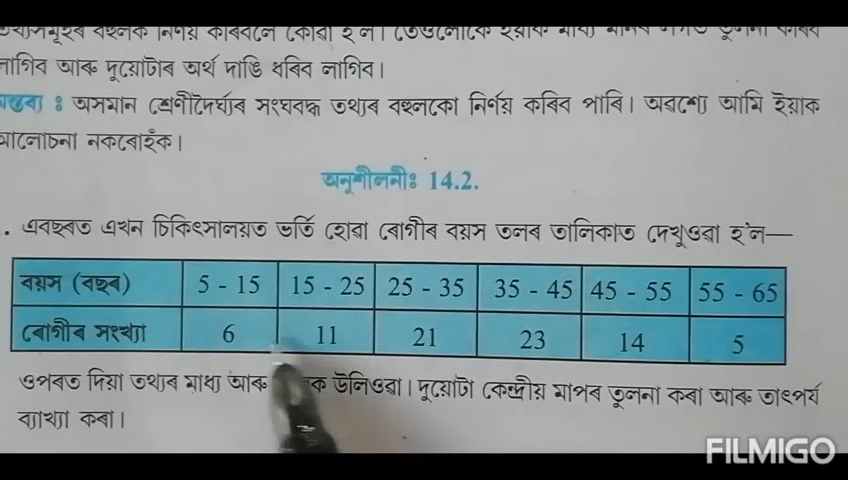 লাগিব আৰু দুয়োটাৰ অৰ্থ দাঙি ধৰিব লাগিব।
মন্তব্য : অসমান শ্ৰেণীদৈৰ্ঘ্যৰ সংঘবদ্ধ তথ্যৰ বহুলকো নিৰ্ণয় কৰিব পাৰি। অৱশ্যে আমি ইয়াক
আলোচনা নকৰোহঁক।
অনুশীলনীঃ 14.2.
. এবছৰত এখন চিকিৎসালয়ত ভৰ্তি হোৱা ৰোগীৰ বয়স তলৰ তালিকাত দেখুওৱা হ'ল—
বয়স (বছৰ) 5 - 15 15 - 25 25 - 35 35 - 45 45 - 55 55 - 65
ৰোগীৰ সংখ্যা 6 11 21 23 14 5
ওপৰত দিয়া তথ্যৰ মাধ্য আৰু উলিওৱা। দুয়োটা কেন্দ্ৰীয় মাপৰ তুলনা কৰা আৰু তাৎপৰ্য
ব্যাখ্যা কৰা।
FILMIGO